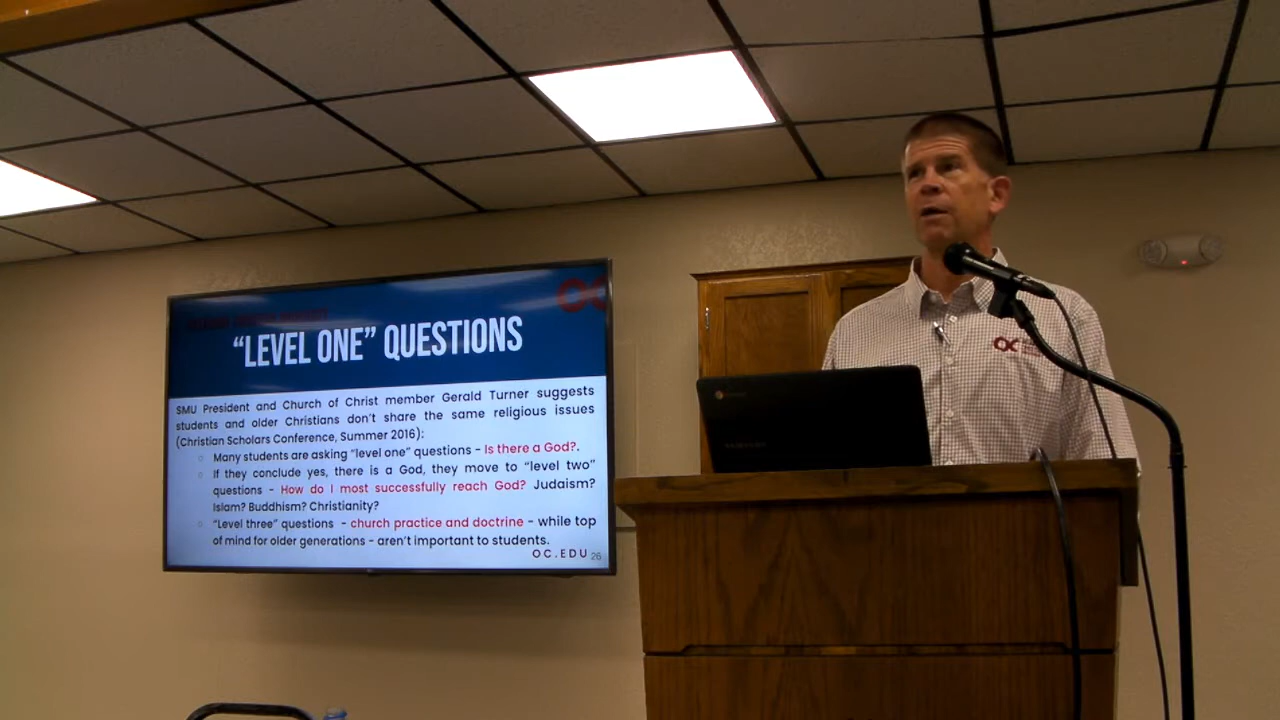 "LEVEL ONE" QUESTIONS
SMU President and Church of Christ member Gerald Turner suggests
students and older Christians don't share the same religious issues
(Christian Scholars Conference, Summer 2016):
○ Many students are asking "level one" questions - Is there a God?.
○ If they conclude yes, there is a God, they move to "level two"
questions - How do I most successfully reach God? Judaism?
Islam? Buddhism? Christianity?
○ "Level three" questions - church practice and doctrine - while top
of mind for older generations - aren't important to students.
OC.EDU 26
OC
OC